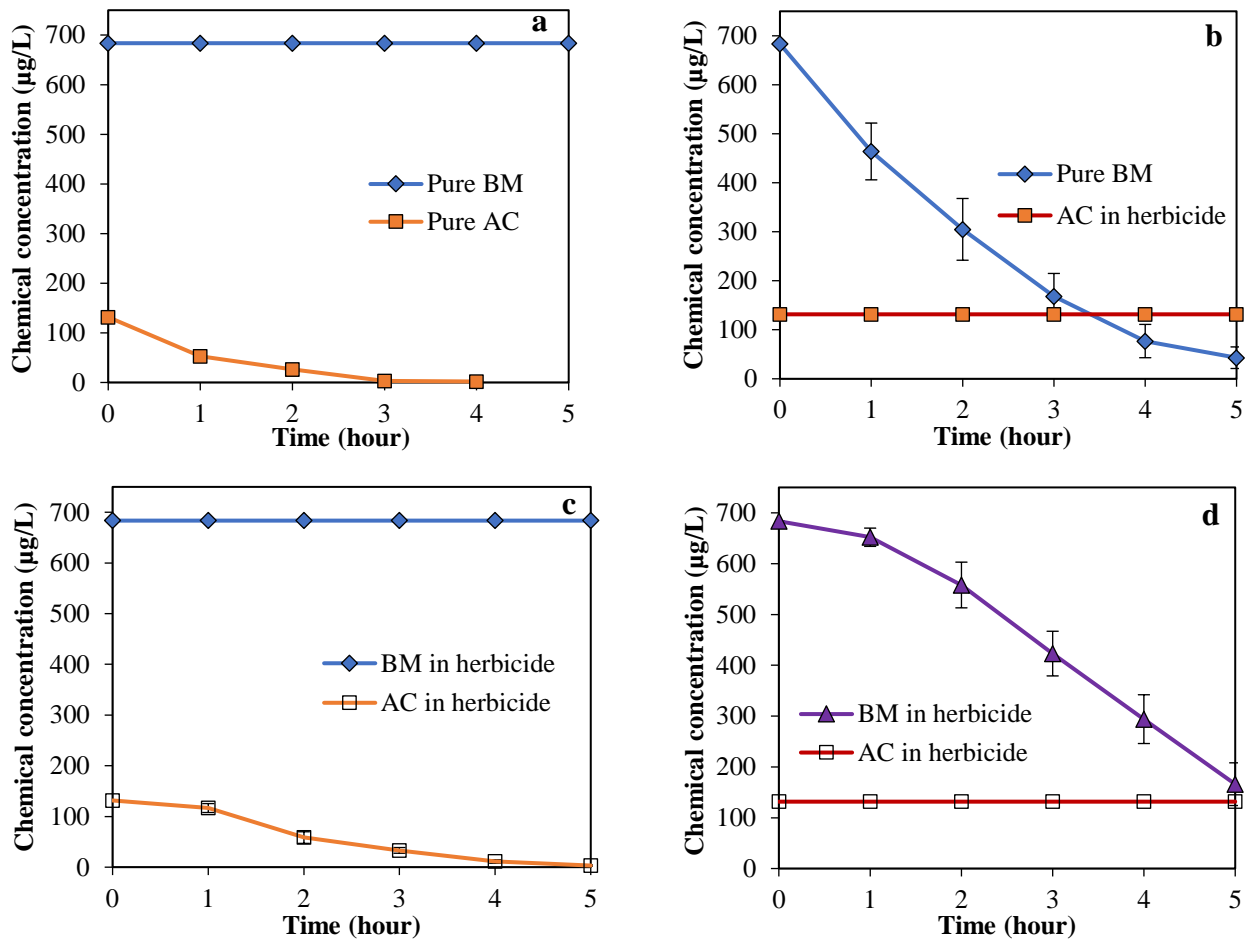 a
Chemical concentration (µg/L)
700
600
500
400
300
200
100
0
Pure BM
Pure AC
0 1 2 3 4 5
Time (hour)
b
Chemical concentration (µg/L)
700
600
500
400
300
200
100
0
Pure BM
AC in herbicide
0 1 2 3 4 5
Time (hour)
c
Chemical concentration (µg/L)
700
600
500
400
300
200
100
0
BM in herbicide
AC in herbicide
0 1 2 3 4 5
Time (hour)
d
Chemical concentration (µg/L)
700
600
500
400
300
200
100
0
BM in herbicide
AC in herbicide
0 1 2 3 4 5
Time (hour)